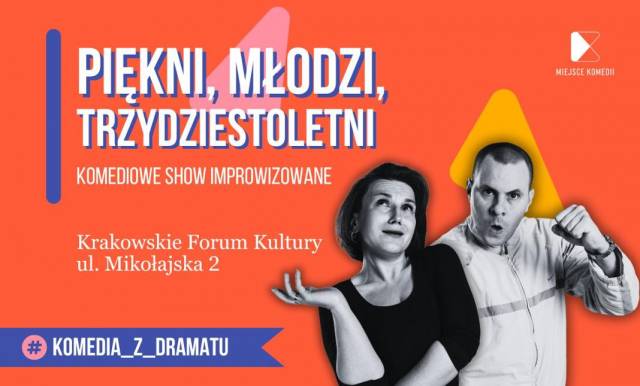 PIĘKNI, MŁODZI,
TRZYDZIESTOLETNI
KOMEDIOWE SHOW IMPROWIZOWANE
Krakowskie Forum Kultury
ul. Mikołajska 2
# KOMEDIA_Z_DRAMATU
MIEJSCE KOMEDII